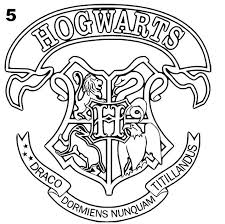 5
HOGWARTS
H
DRACO DORMIENS NUNQUAM TITILLANDUS